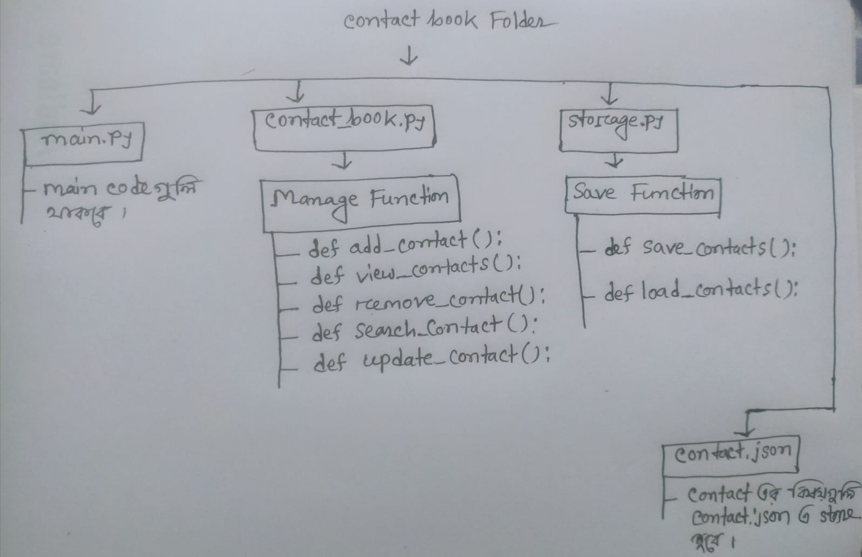 contact book Folder
main.py
main code গুলি
থাকবে।
contact_book.py
Manage Function
def add_contact():
def view_contacts():
def remove_contact():
def search_contact():
def update_contact():
storage.py
Save Function
def save_contacts():
def load_contacts():
contact.json
contact এর বিষয়গুলি
contact.json এ store
হবে।